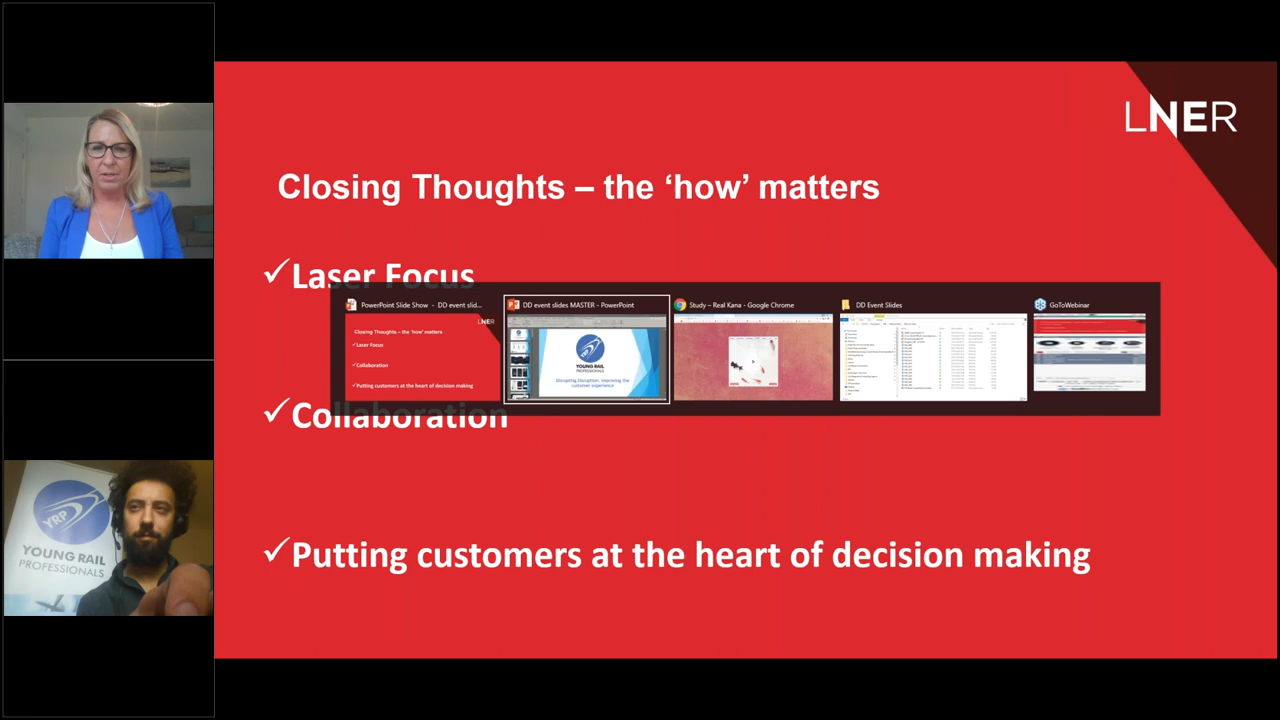 LNER
Closing Thoughts – the ‘how’ matters
✓Laser Focus
PowerPoint Slide Show - DD event slid...
DD event slides MASTER - PowerPoint
Study – Real Kana - Google Chrome
DD Event Slides
GoToWebinar
LNER
Closing Thoughts – the ‘how’ matters
✓Laser Focus
✓Collaboration
✓Putting customers at the heart of decision making
YOUNG RAIL
PROFESSIONALS
Disrupting Disruption: Improving the
customer experience
✓Collaboration
✓Putting customers at the heart of decision making
YRP
YOUNG RAIL
PROFESSIONALS